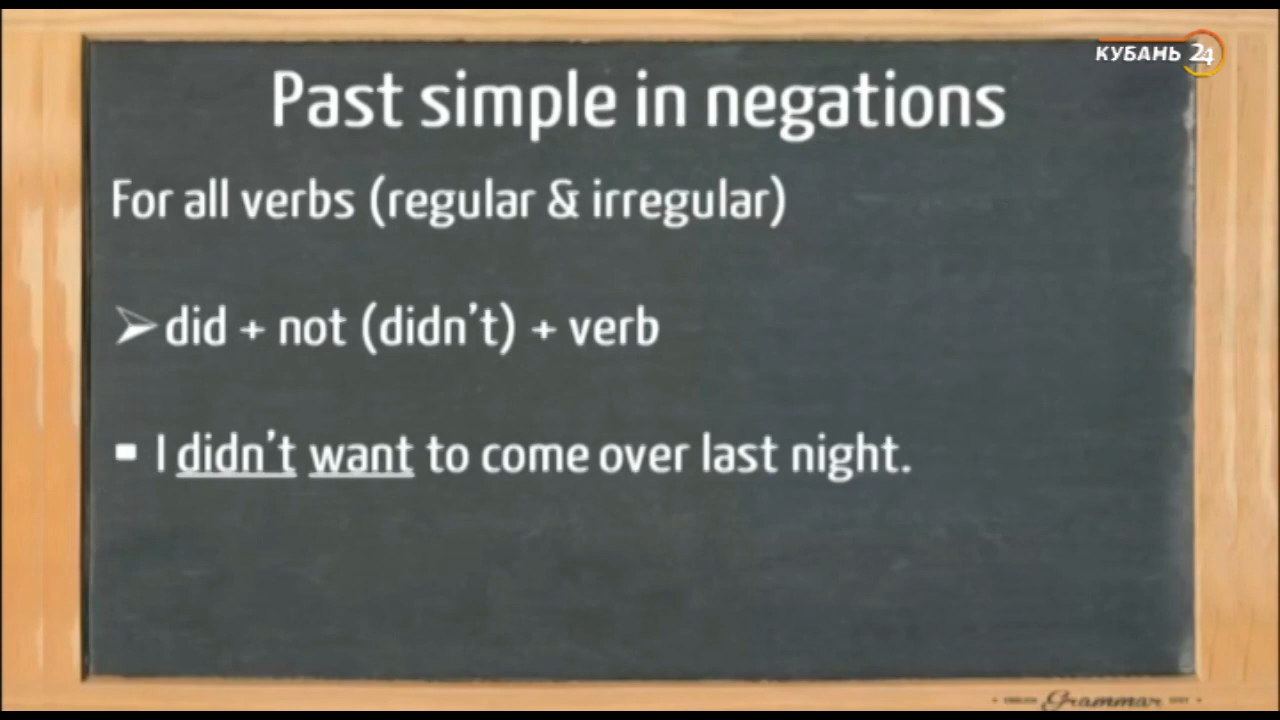 КУБАНЬ 24
Past simple in negations
For all verbs (regular & irregular)
➢ did + not (didn't) + verb
▪ I didn't want to come over last night.
Grammar